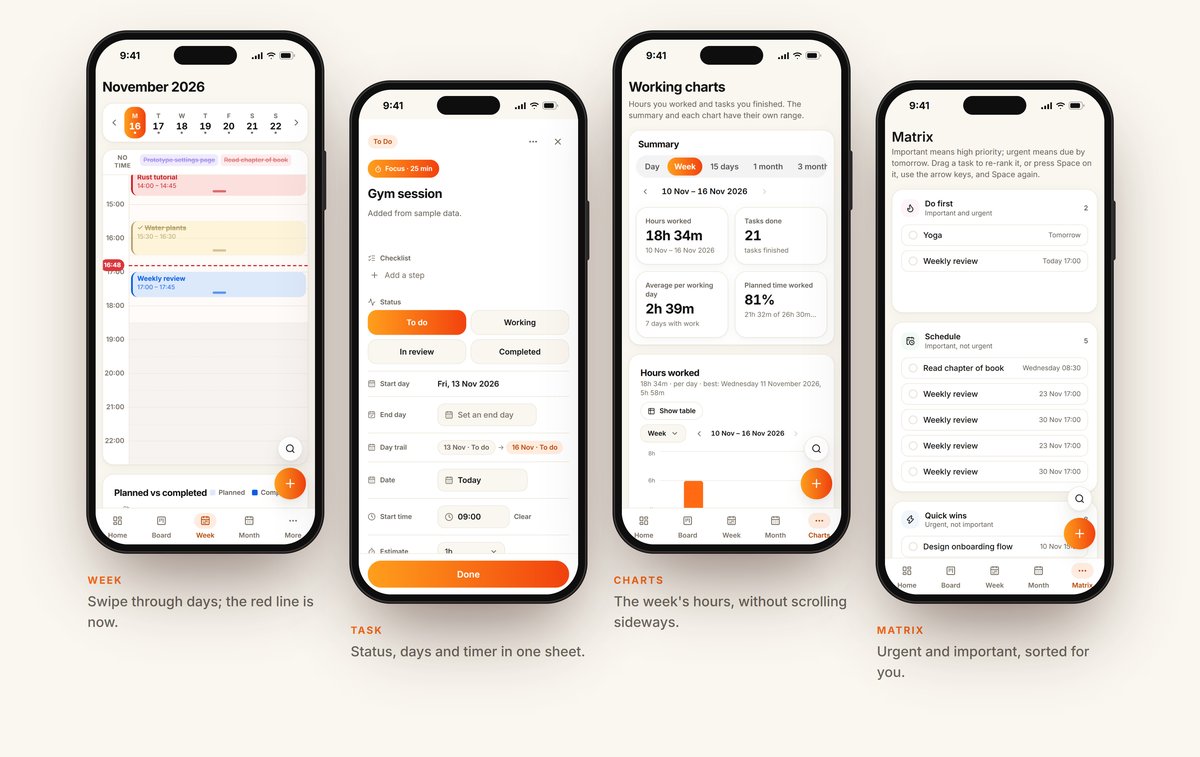 9:41
November 2026
M T W T F S S
16 17 18 19 20 21 22
NO TIME
Prototype settings page
Read chapter of book
Rust tutorial
14:00 – 14:45
15:00
Water plants
15:30 – 16:30
16:00
16:48
17:00
Weekly review
17:00 – 17:45
18:00
19:00
20:00
21:00
22:00
Planned vs completed
Planned
Home
Board
Week
Month
More
WEEK
Swipe through days; the red line is
now.
9:41
To Do
Focus · 25 min
Gym session
Added from sample data.
Checklist
Add a step
Status
To do
Working
In review
Completed
Start day
Fri, 13 Nov 2026
End day
Set an end day
Day trail
13 Nov · To do → 16 Nov · To do
Date
Today
Start time
09:00
Clear
Estimate
1h
Done
TASK
Status, days and timer in one sheet.
9:41
Working charts
Hours you worked and tasks you finished. The
summary and each chart have their own range.
Summary
Day
Week
15 days
1 month
3 month
10 Nov – 16 Nov 2026
Hours worked
18h 34m
10 Nov – 16 Nov 2026
Tasks done
21
tasks finished
Average per working
day
2h 39m
7 days with work
Planned time worked
81%
21h 32m of 26h 30m...
Hours worked
18h 34m · per day · best: Wednesday 11 November 2026,
5h 58m
Show table
Week
10 Nov – 16 Nov 2026
8h
6h
Home
Board
Week
Month
Charts
CHARTS
The week's hours, without scrolling
sideways.
9:41
Matrix
Important means high priority; urgent means due by
tomorrow. Drag a task to re-rank it, or press Space on
it, use the arrow keys, and Space again.
Do first
2
Important and urgent
Yoga
Tomorrow
Weekly review
Today 17:00
Schedule
5
Important, not urgent
Read chapter of book
Wednesday 08:30
Weekly review
23 Nov 17:00
Weekly review
30 Nov 17:00
Weekly review
23 Nov 17:00
Weekly review
30 Nov 17:00
Quick wins
Urgent, not important
Design onboarding flow
10 Nov
Home
Board
Week
Month
Matrix
MATRIX
Urgent and important, sorted for
you.